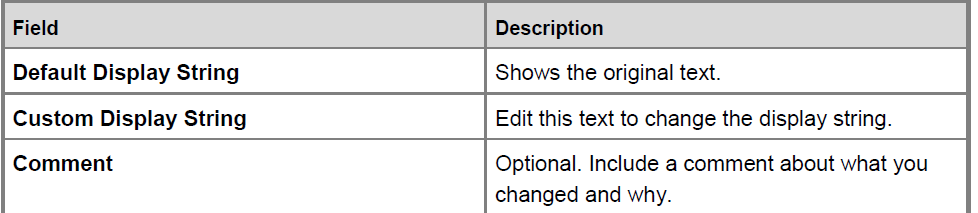 Field Description
Default Display String Shows the original text.
Custom Display String Edit this text to change the display string.
Comment Optional. Include a comment about what you
changed and why.